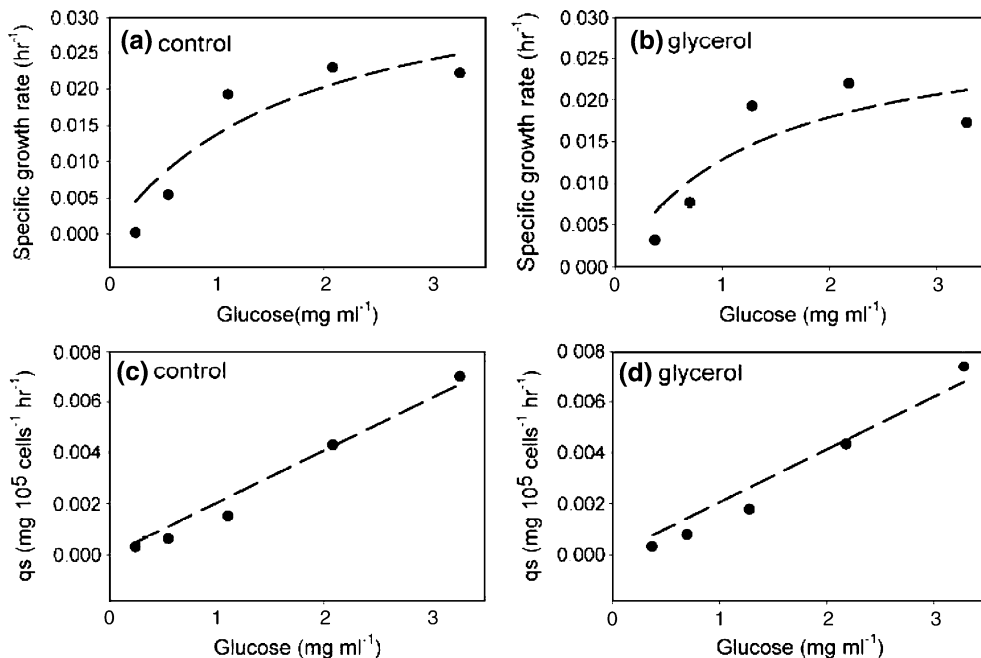 (a) control
Specific growth rate (hr⁻¹)
0.030
0.025
0.020
0.015
0.010
0.005
0.000
0 1 2 3
Glucose(mg ml⁻¹)
(b) glycerol
Specific growth rate (hr⁻¹)
0.030
0.025
0.020
0.015
0.010
0.005
0.000
0 1 2 3
Glucose (mg ml⁻¹)
(c) control
qs (mg 10⁵ cells⁻¹ hr⁻¹)
0.008
0.006
0.004
0.002
0.000
0 1 2 3
Glucose (mg ml⁻¹)
(d) glycerol
qs (mg 10⁵ cells⁻¹ hr⁻¹)
0.008
0.006
0.004
0.002
0.000
0 1 2 3
Glucose (mg ml⁻¹)